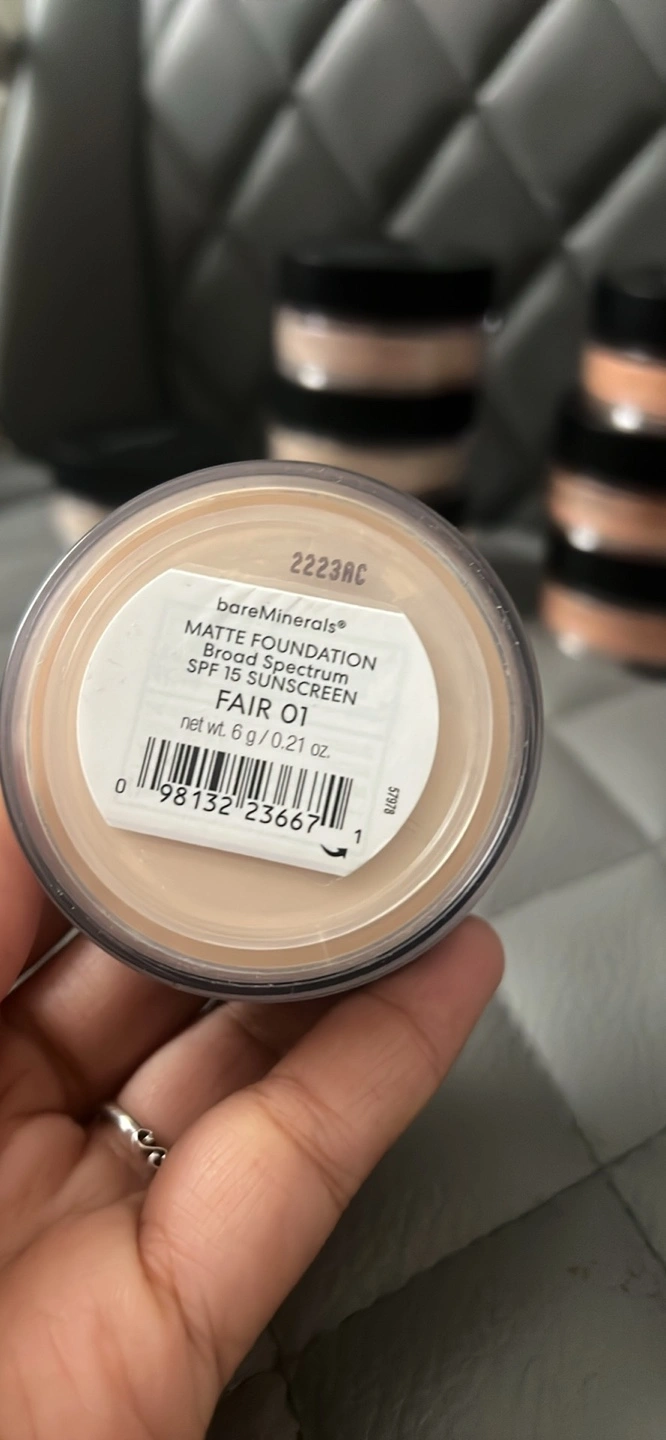 2223AC
bareMinerals®
MATTE FOUNDATION
Broad Spectrum
SPF 15 SUNSCREEN
FAIR 01
net wt. 6 g / 0.21 oz.
0 98132 23667 1
57978